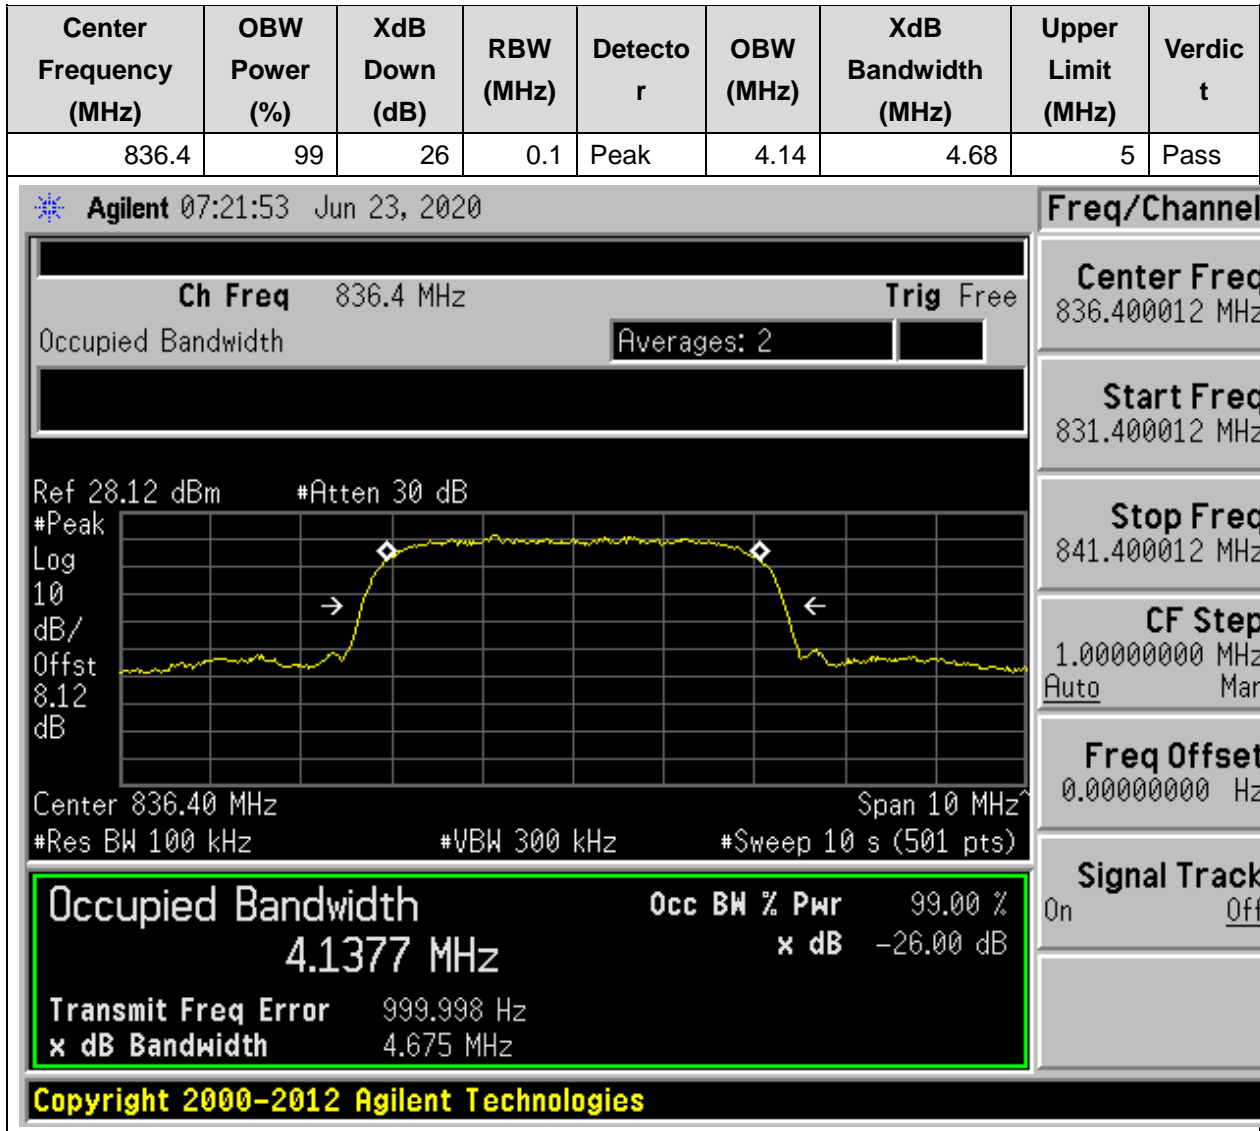 Center Frequency (MHz) OBW Power (%) XdB Down (dB) RBW (MHz) Detecto r OBW (MHz) XdB Bandwidth (MHz) Upper Limit (MHz) Verdic t
836.4 99 26 0.1 Peak 4.14 4.68 5 Pass
Agilent 07:21:53 Jun 23, 2020
Freq/Channel
Ch Freq 836.4 MHz Trig Free
Occupied Bandwidth Averages: 2
Center Freq
836.400012 MHz
Start Freq
831.400012 MHz
Stop Freq
841.400012 MHz
CF Step
1.00000000 MHz
Auto Man
Freq Offset
0.00000000 Hz
Signal Track
On Off
Ref 28.12 dBm #Atten 30 dB
#Peak
Log
10
dB/
Offst
8.12
dB
Center 836.40 MHz Span 10 MHz^
#Res BW 100 kHz #VBW 300 kHz #Sweep 10 s (501 pts)
Occupied Bandwidth Occ BW % Pwr 99.00 %
4.1377 MHz x dB -26.00 dB
Transmit Freq Error 999.998 Hz
x dB Bandwidth 4.675 MHz
Copyright 2000-2012 Agilent Technologies